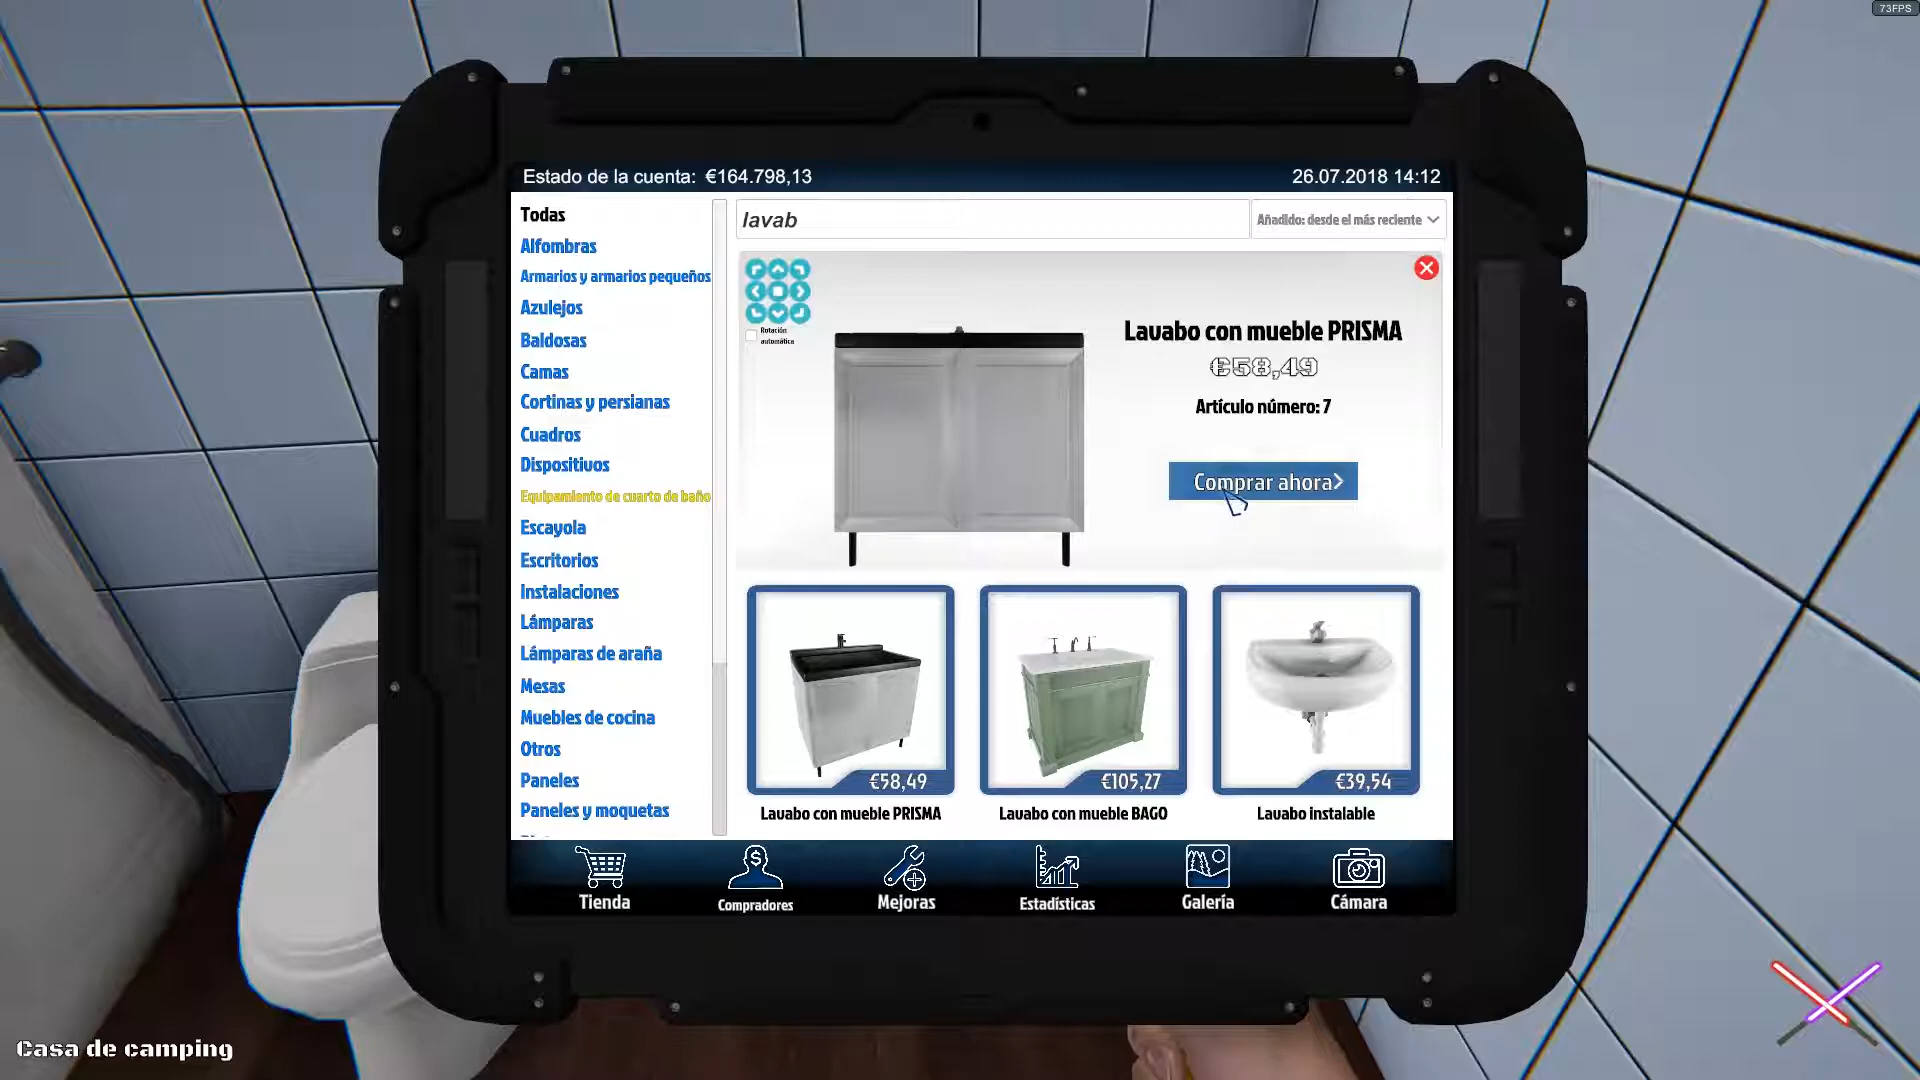 73FPS
Estado de la cuenta: €164.798,13
26.07.2018 14:12
Todas
Alfombras
Armarios y armarios pequeños
Azulejos
Baldosas
Camas
Cortinas y persianas
Cuadros
Dispositivos
Equipamiento de cuarto de baño
Escayola
Escritorios
Instalaciones
Lámparas
Lámparas de araña
Mesas
Muebles de cocina
Otros
Paneles
Paneles y moquetas
lavab
Añadido: desde el más reciente
Rotación
automática
Lavabo con mueble PRISMA
€58,49
Artículo número: 7
Comprar ahora>
€58,49
Lavabo con mueble PRISMA
€105,27
Lavabo con mueble BAGO
€39,54
Lavabo instalable
Tienda
Compradores
Mejoras
Estadísticas
Galería
Cámara
Casa de camping